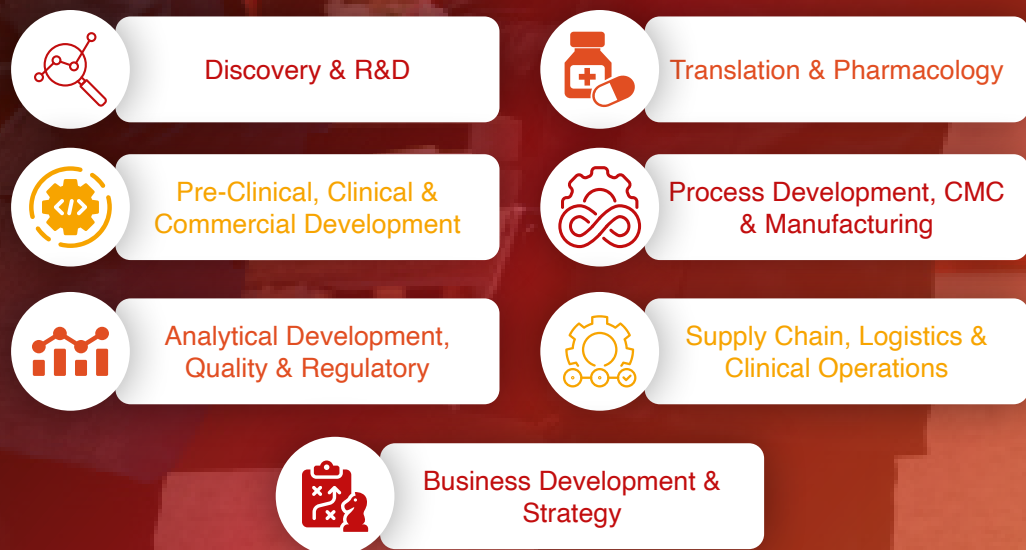 Discovery & R&D
Translation & Pharmacology
Pre-Clinical, Clinical &
Commercial Development
Process Development, CMC
& Manufacturing
Analytical Development,
Quality & Regulatory
Supply Chain, Logistics &
Clinical Operations
Business Development &
Strategy